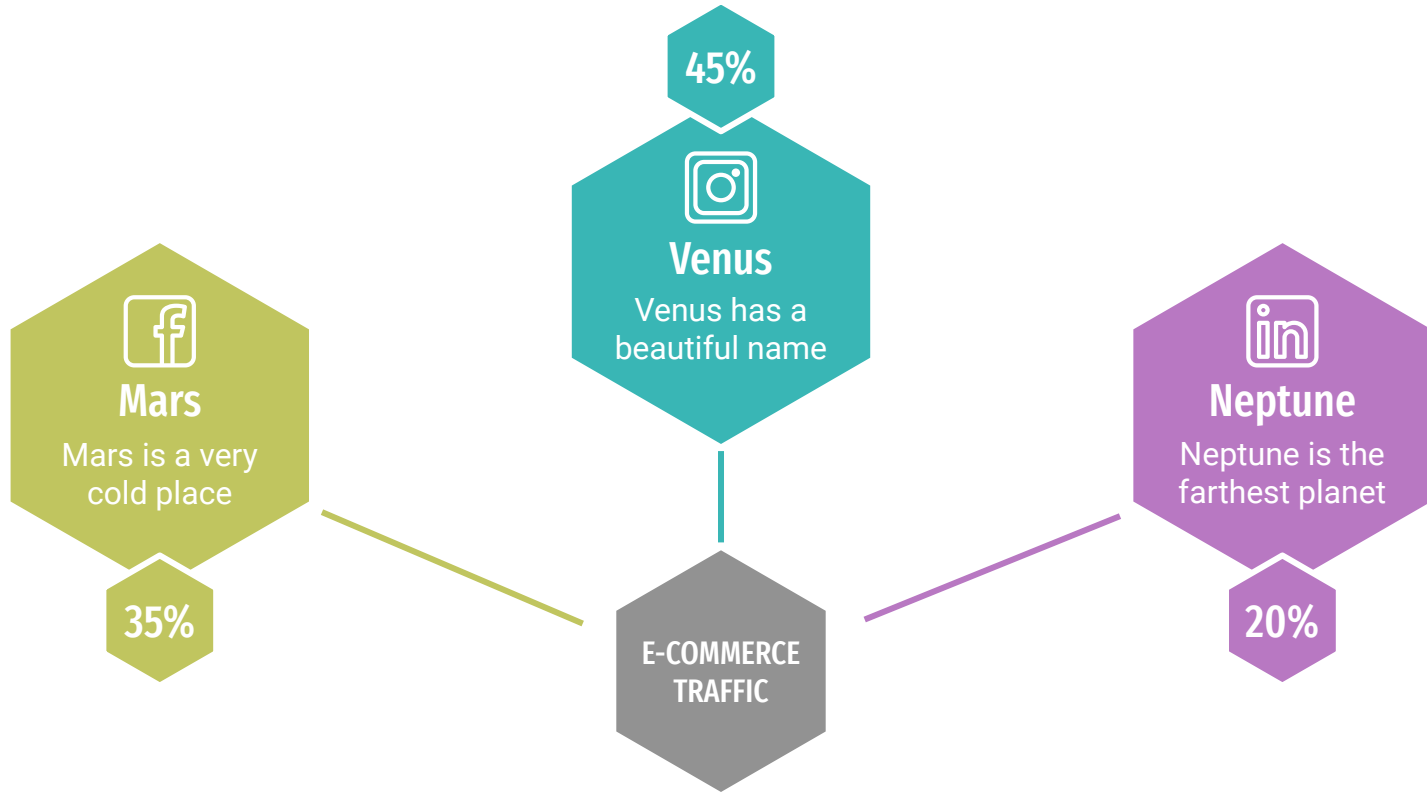 45%
Venus
Venus has a
beautiful name
Mars
Mars is a very
cold place
35%
Neptune
Neptune is the
farthest planet
20%
E-COMMERCE
TRAFFIC